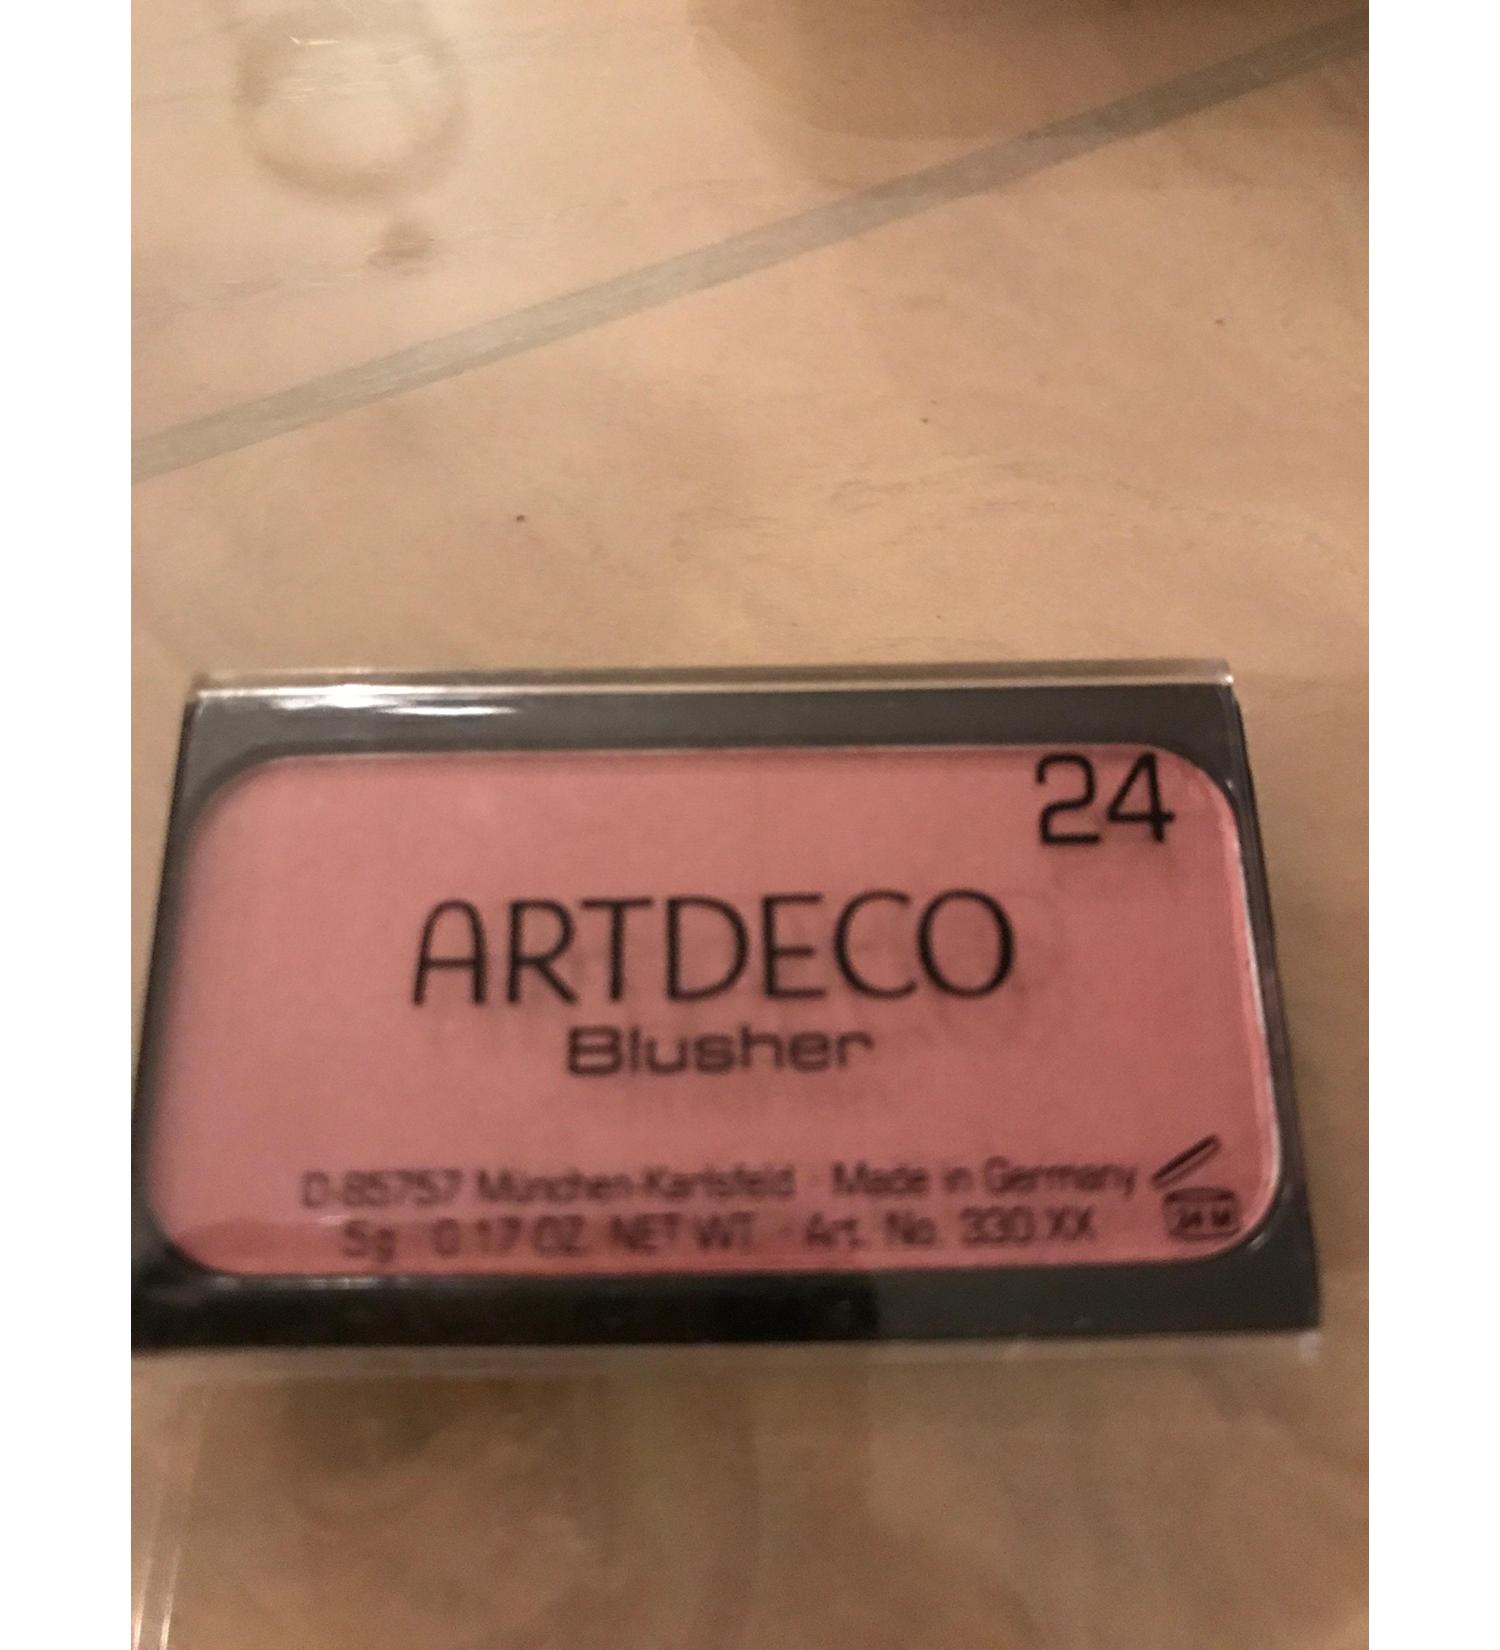 24
ARTDECO
Blusher
D-85757 München-Karlsfeld · Made in Germany
5g 0.17 OZ. NET WT. · Art. No. 330.XX
24 M